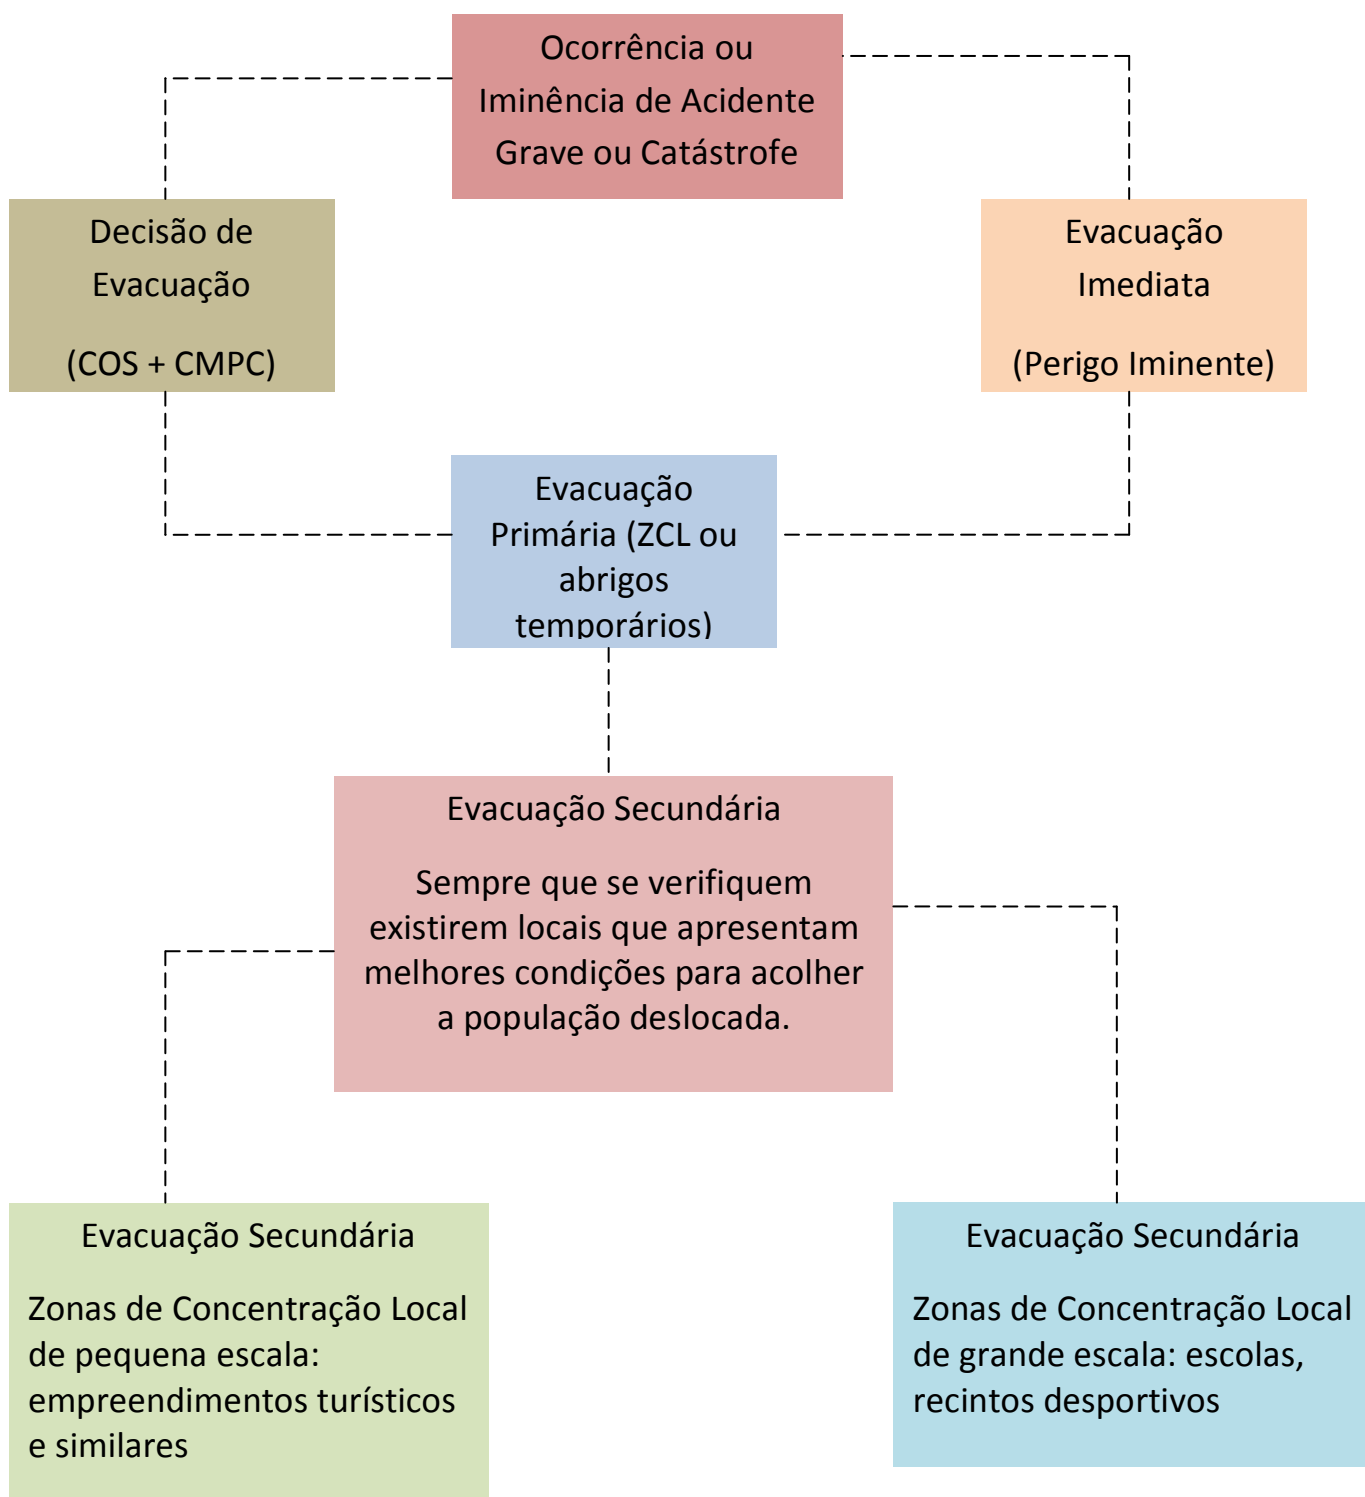 Ocorrência ou
Iminência de Acidente
Grave ou Catástrofe
Decisão de
Evacuação
(COS + CMPC)
Evacuação
Imediata
(Perigo Iminente)
Evacuação
Primária (ZCL ou
abrigos
temporários)
Evacuação Secundária
Sempre que se verifiquem
existirem locais que apresentam
melhores condições para acolher
a população deslocada.
Evacuação Secundária
Zonas de Concentração Local
de pequena escala:
empreendimentos turísticos
e similares
Evacuação Secundária
Zonas de Concentração Local
de grande escala: escolas,
recintos desportivos